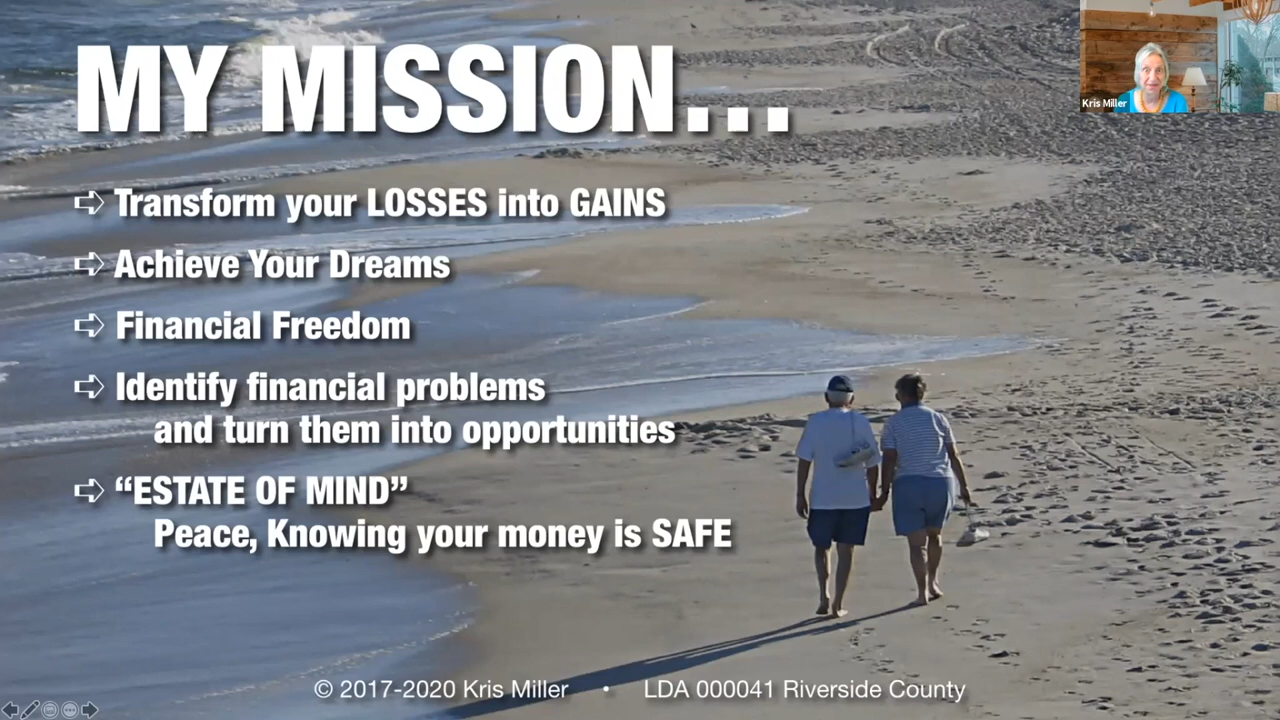 MY MISSION...
Kris Miller
➪ Transform your LOSSES into GAINS
➪ Achieve Your Dreams
➪ Financial Freedom
➪ Identify financial problems
and turn them into opportunities
➪ “ESTATE OF MIND”
Peace, Knowing your money is SAFE
© 2017-2020 Kris Miller • LDA 000041 Riverside County